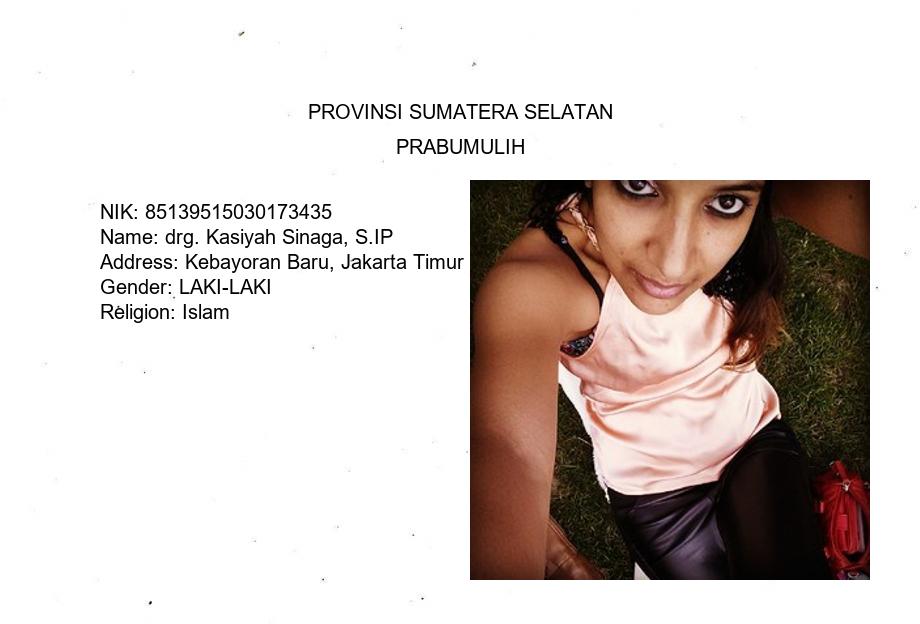 PROVINSI SUMATERA SELATAN
PRABUMULIH
NIK: 85139515030173435
Name: drg. Kasiyah Sinaga, S.IP
Address: Kebayoran Baru, Jakarta Timur
Gender: LAKI-LAKI
Religion: Islam